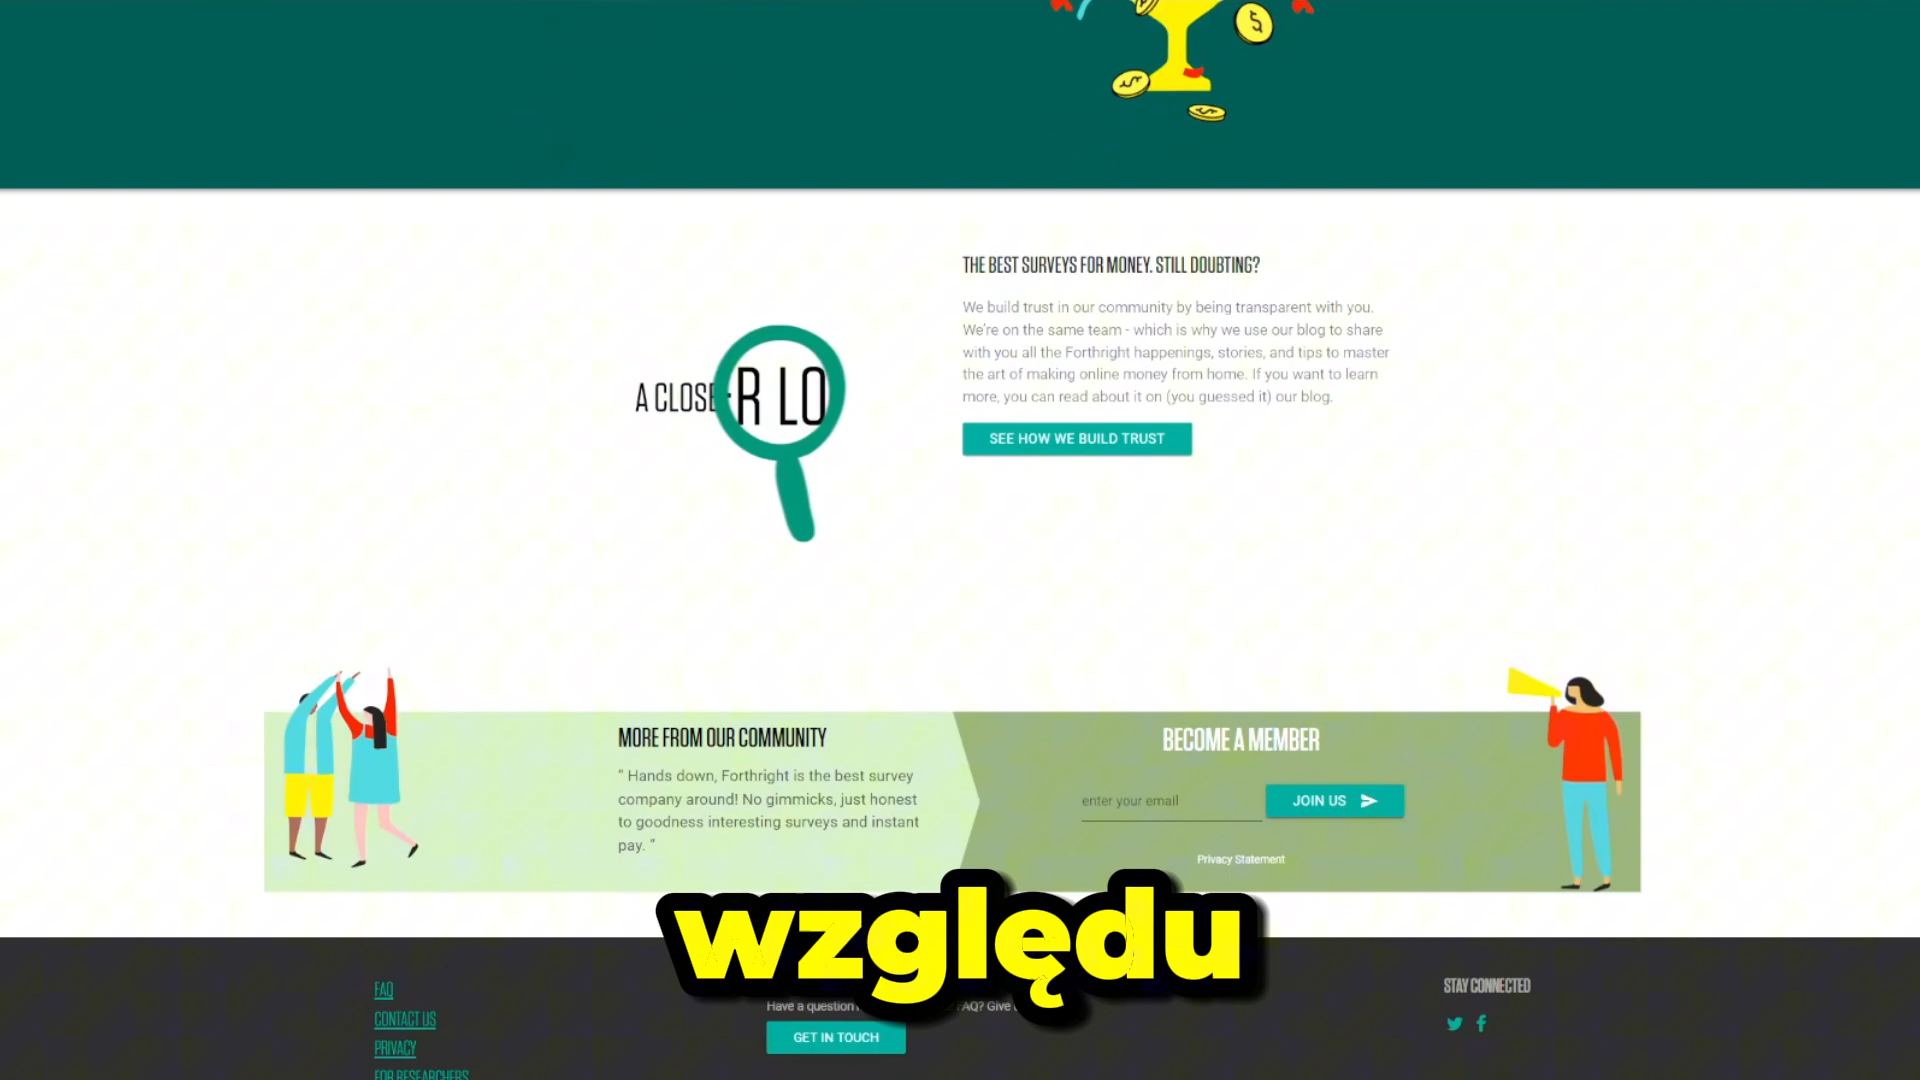 A CLOSE
R LO
THE BEST SURVEYS FOR MONEY. STILL DOUBTING?
We build trust in our community by being transparent with you.
We're on the same team - which is why we use our blog to share
with you all the Forthright happenings, stories, and tips to master
the art of making online money from home. If you want to learn
more, you can read about it on (you guessed it) our blog.
SEE HOW WE BUILD TRUST
MORE FROM OUR COMMUNITY
" Hands down, Forthright is the best survey
company around! No gimmicks, just honest
to goodness interesting surveys and instant
pay. "
BECOME A MEMBER
enter your email
JOIN US
Privacy Statement
względu
FAQ
CONTACT US
PRIVACY
FOR RESEARCHERS
Have a question
FAQ? Give
GET IN TOUCH
STAY CONNECTED